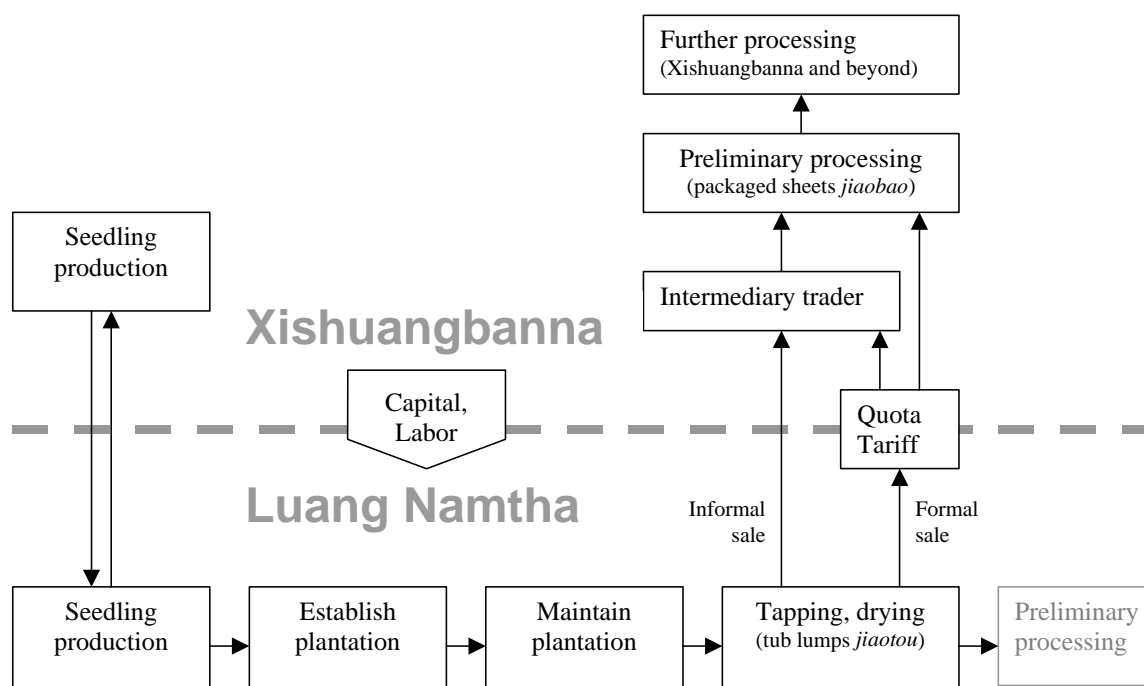 Further processing
(Xishuangbanna and beyond)
Preliminary processing
(packaged sheets jiaobao)
Seedling
production
Intermediary trader
Xishuangbanna
Capital,
Labor
Quota
Tariff
Luang Namtha
Informal
sale
Formal
sale
Seedling
production
Establish
plantation
Maintain
plantation
Tapping, drying
(tub lumps jiaotou)
Preliminary
processing